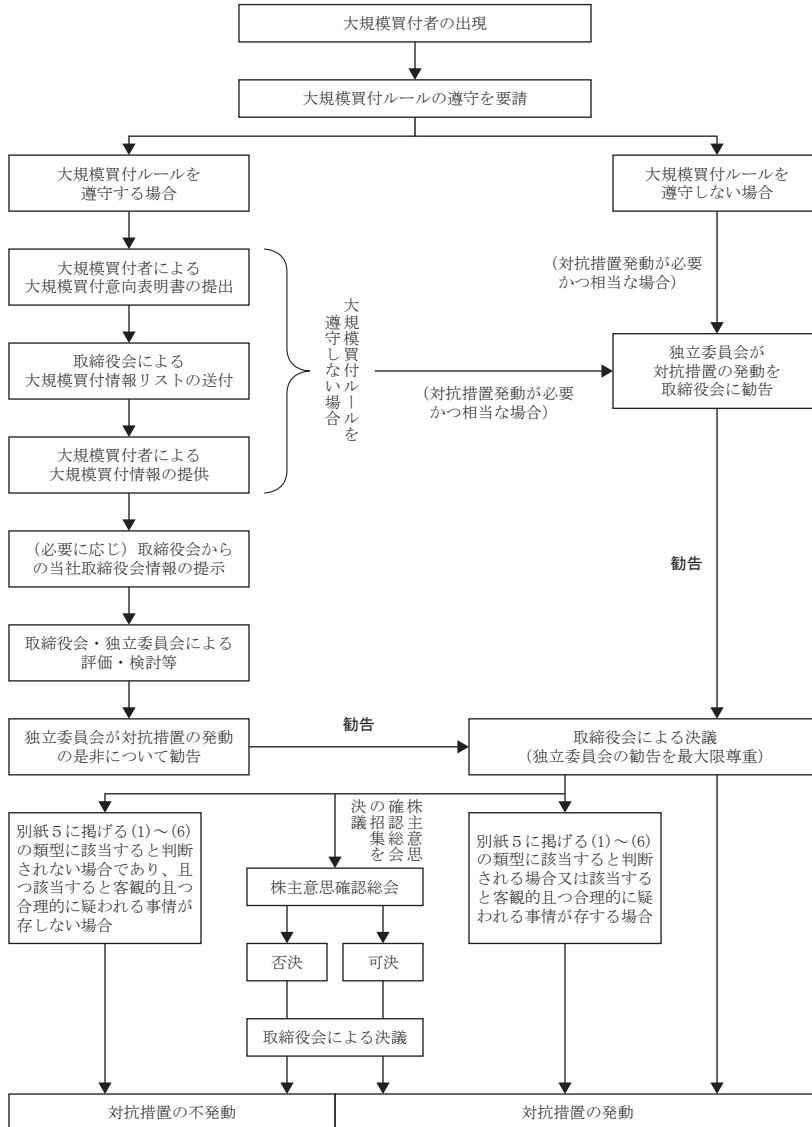 大規模買付者の出現
大規模買付ルールの遵守を要請
大規模買付ルールを
遵守する場合
大規模買付ルールを
遵守しない場合
大規模買付者による
大規模買付意向表明書の提出
取締役会による
大規模買付情報リストの送付
大規模買付者による
大規模買付情報の提供
大規模買付ルールを
遵守しない場合
(対抗措置発動が必要
かつ相当な場合)
(対抗措置発動が必要
かつ相当な場合)
独立委員会が
対抗措置の発動を
取締役会に勧告
(必要に応じ)取締役会から
の当社取締役会情報の提示
勧告
取締役会・独立委員会による
評価・検討等
独立委員会が対抗措置の発動
の是非について勧告
勧告
取締役会による決議
(独立委員会の勧告を最大限尊重)
別紙5に掲げる(1)~(6)
の類型に該当すると判断
されない場合であり、且
つ該当すると客観的且つ
合理的に疑われる事情が
存しない場合
株主意思
確認総会
の招集を
決議
株主意思確認総会
否決
可決
取締役会による決議
別紙5に掲げる(1)~(6)
の類型に該当すると判断
される場合又は該当する
と客観的且つ合理的に疑
われる事情が存する場合
対抗措置の不発動
対抗措置の発動